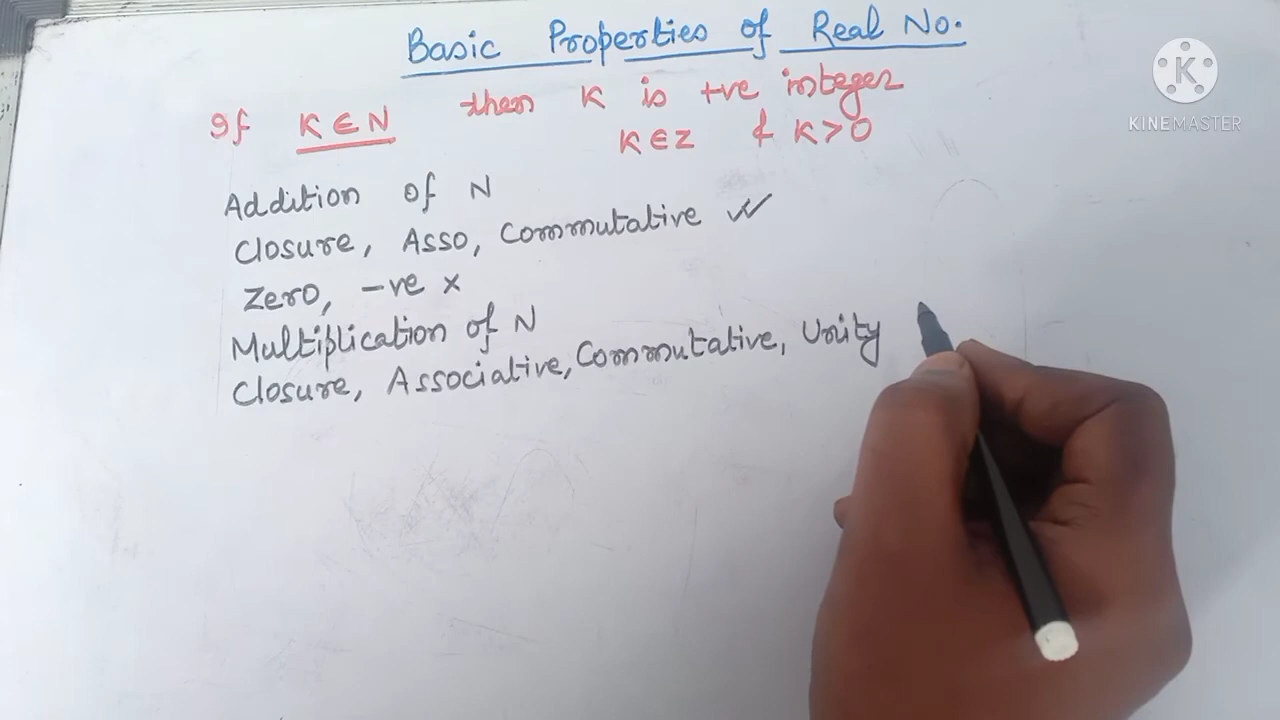 Basic Properties of Real No.
If K ∈ N then K is +ve integer
K ∈ Z & K > 0
Addition of N
Closure, Asso, Commutative ✓✓
Zero, -ve ×
Multiplication of N
Closure, Associative, Commutative, Unity
K
KINEMASTER